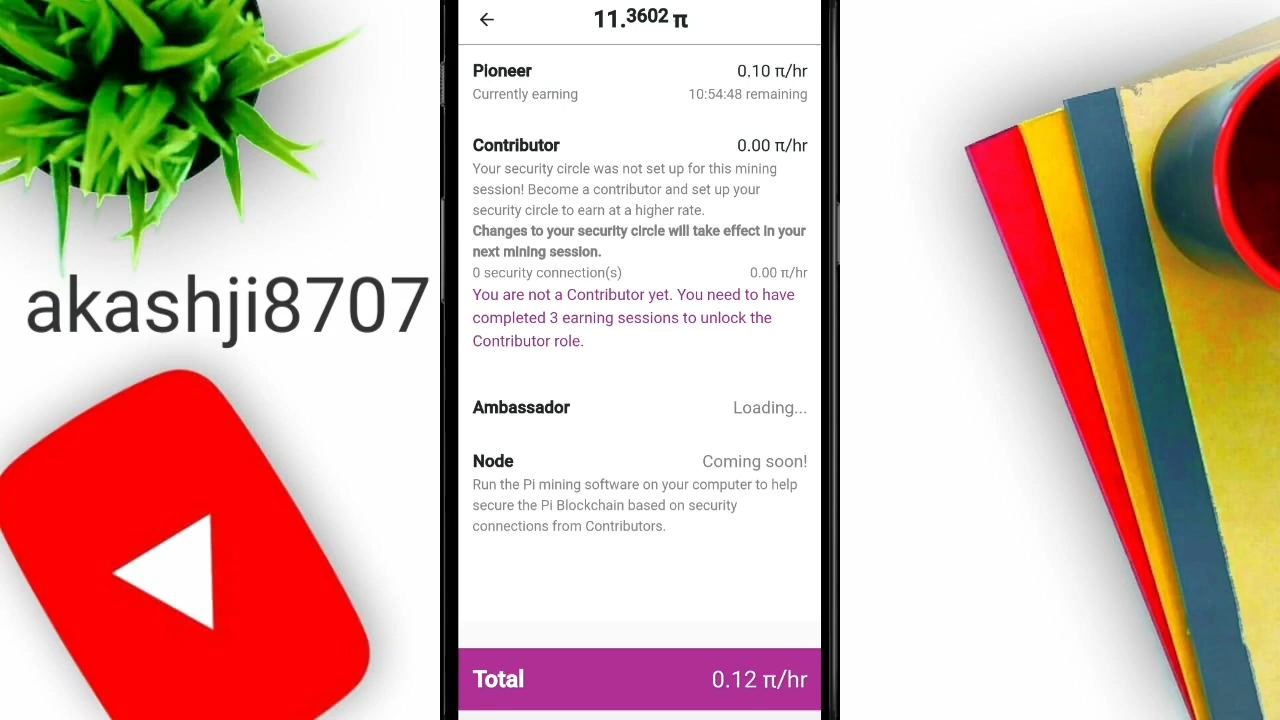 11.3602 π
Pioneer 0.10 π/hr
Currently earning 10:54:48 remaining
Contributor 0.00 π/hr
Your security circle was not set up for this mining
session! Become a contributor and set up your
security circle to earn at a higher rate.
Changes to your security circle will take effect in your
next mining session.
0 security connection(s) 0.00 π/hr
You are not a Contributor yet. You need to have
completed 3 earning sessions to unlock the
Contributor role.
Ambassador Loading...
Node Coming soon!
Run the Pi mining software on your computer to help
secure the Pi Blockchain based on security
connections from Contributors.
Total 0.12 π/hr
akashji8707